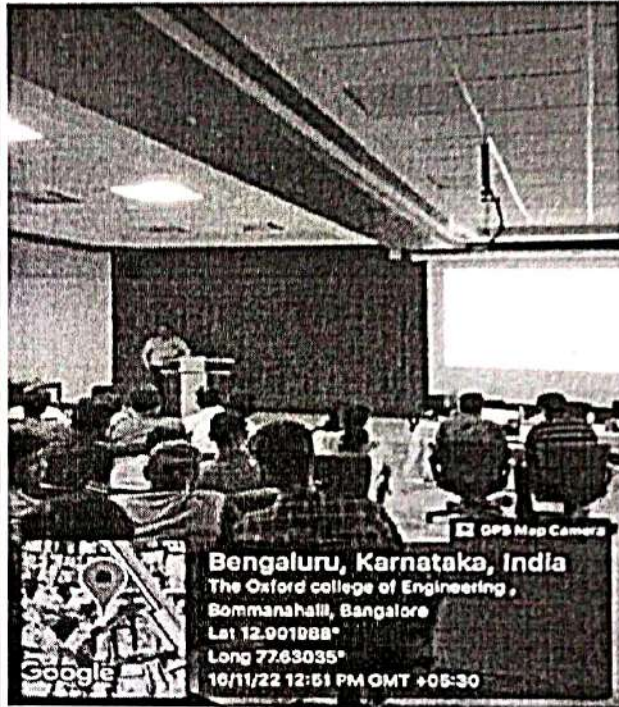 GPS Map Camera
Bengaluru, Karnataka, India
The Oxford college of Engineering ,
Bommanahalli, Bangalore
Lat 12.901988°
Long 77.63035°
16/11/22 12:51 PM GMT +05:30
Google